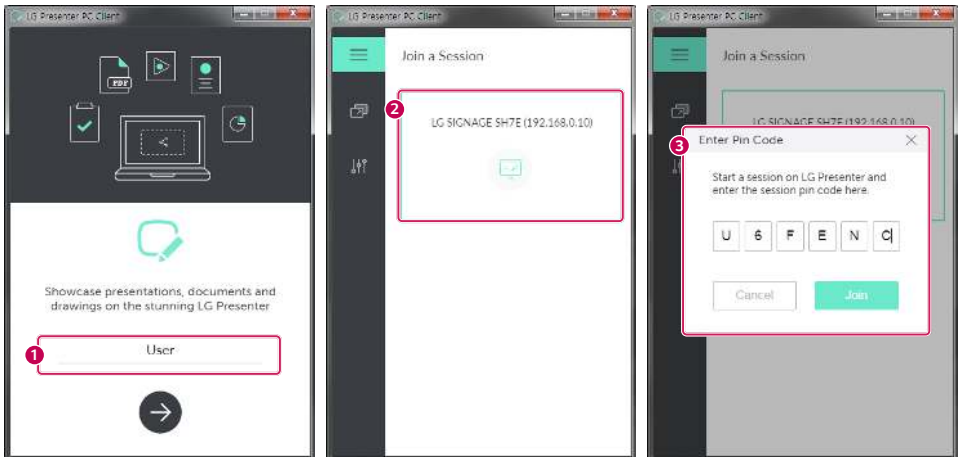 LG Presenter PC Client
PDF
Showcase presentations, documents and
drawings on the stunning LG Presenter
1
User
LG Presenter PC Client
Join a Session
2
LG SIGNAGE SH7E (192.168.0.10)
LG Presenter PC Client
Join a Session
LG SIGNAGE SH7E (192.168.0.10)
3
Enter Pin Code
Start a session on LG Presenter and
enter the session pin code here.
U 6 F E N C
Cancel Join